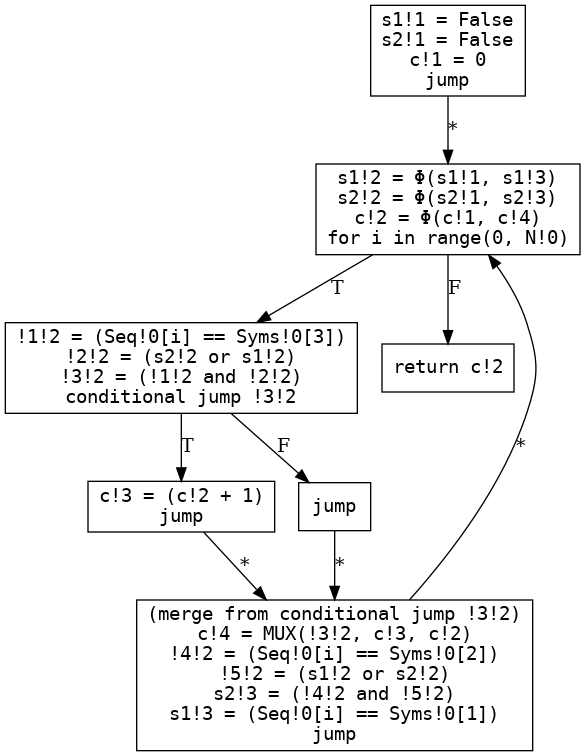 s1!1 = False
s2!1 = False
c!1 = 0
jump
*
s1!2 = Φ(s1!1, s1!3)
s2!2 = Φ(s2!1, s2!3)
c!2 = Φ(c!1, c!4)
for i in range(0, N!0)
T
F
!1!2 = (Seq!0[i] == Syms!0[3])
!2!2 = (s2!2 or s1!2)
!3!2 = (!1!2 and !2!2)
conditional jump !3!2
return c!2
T
F
*
c!3 = (c!2 + 1)
jump
jump
*
*
(merge from conditional jump !3!2)
c!4 = MUX(!3!2, c!3, c!2)
!4!2 = (Seq!0[i] == Syms!0[2])
!5!2 = (s1!2 or s2!2)
s2!3 = (!4!2 and !5!2)
s1!3 = (Seq!0[i] == Syms!0[1])
jump